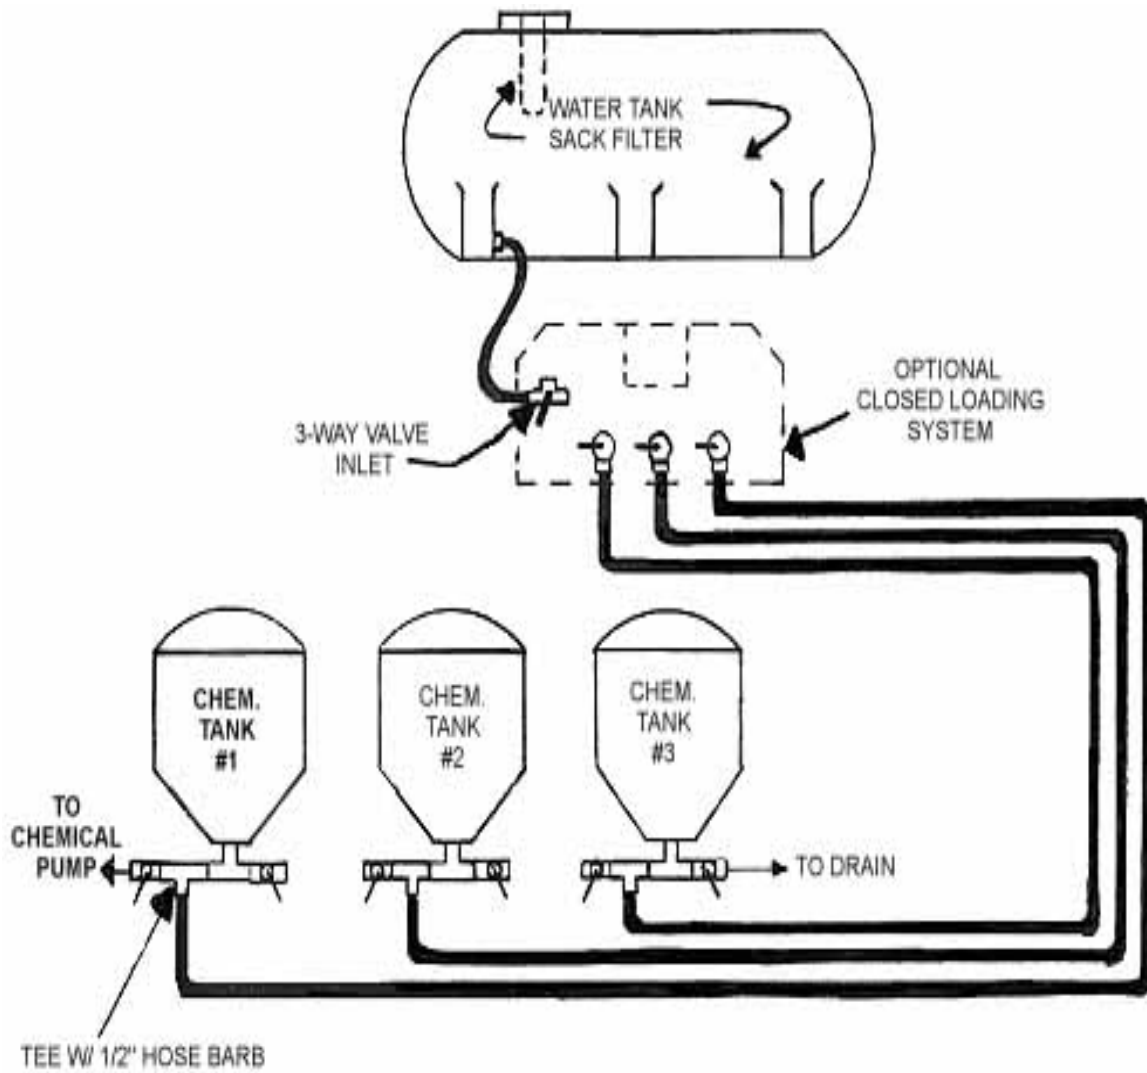 WATER TANK
SACK FILTER
OPTIONAL
CLOSED LOADING
SYSTEM
3-WAY VALVE
INLET
CHEM.
TANK
#1
CHEM.
TANK
#2
CHEM.
TANK
#3
TO
CHEMICAL
PUMP
TO DRAIN
TEE W/ 1/2" HOSE BARB